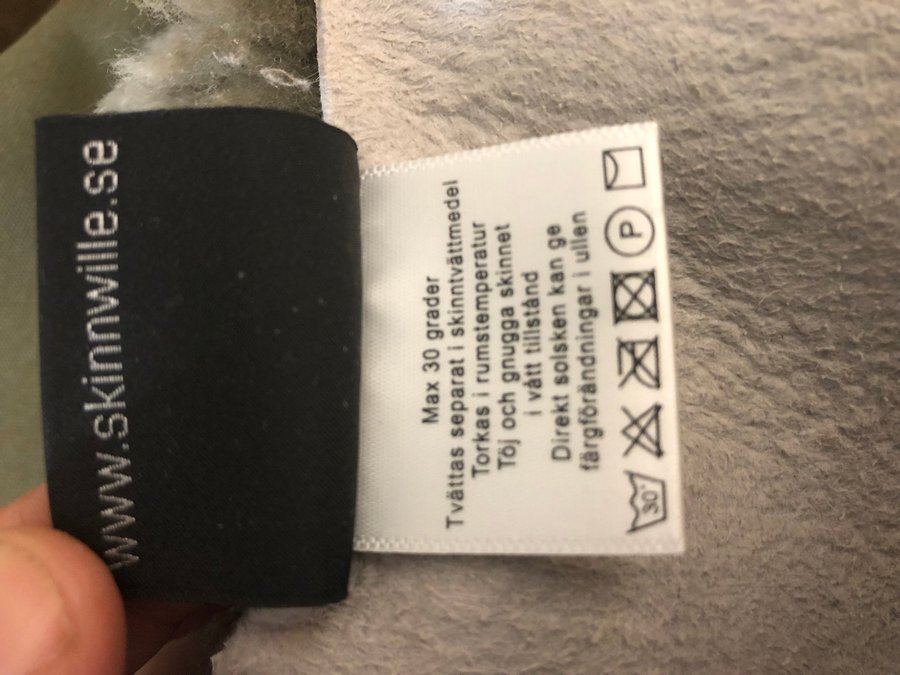 www.skinnwille.se
Max 30 grader
Tvättas separat i skinntvättmedel
Torkas i rumstemperatur
Töj och gnugga skinnet
i vått tillstånd
Direkt solsken kan ge
färgförändningar i ullen
30°
P